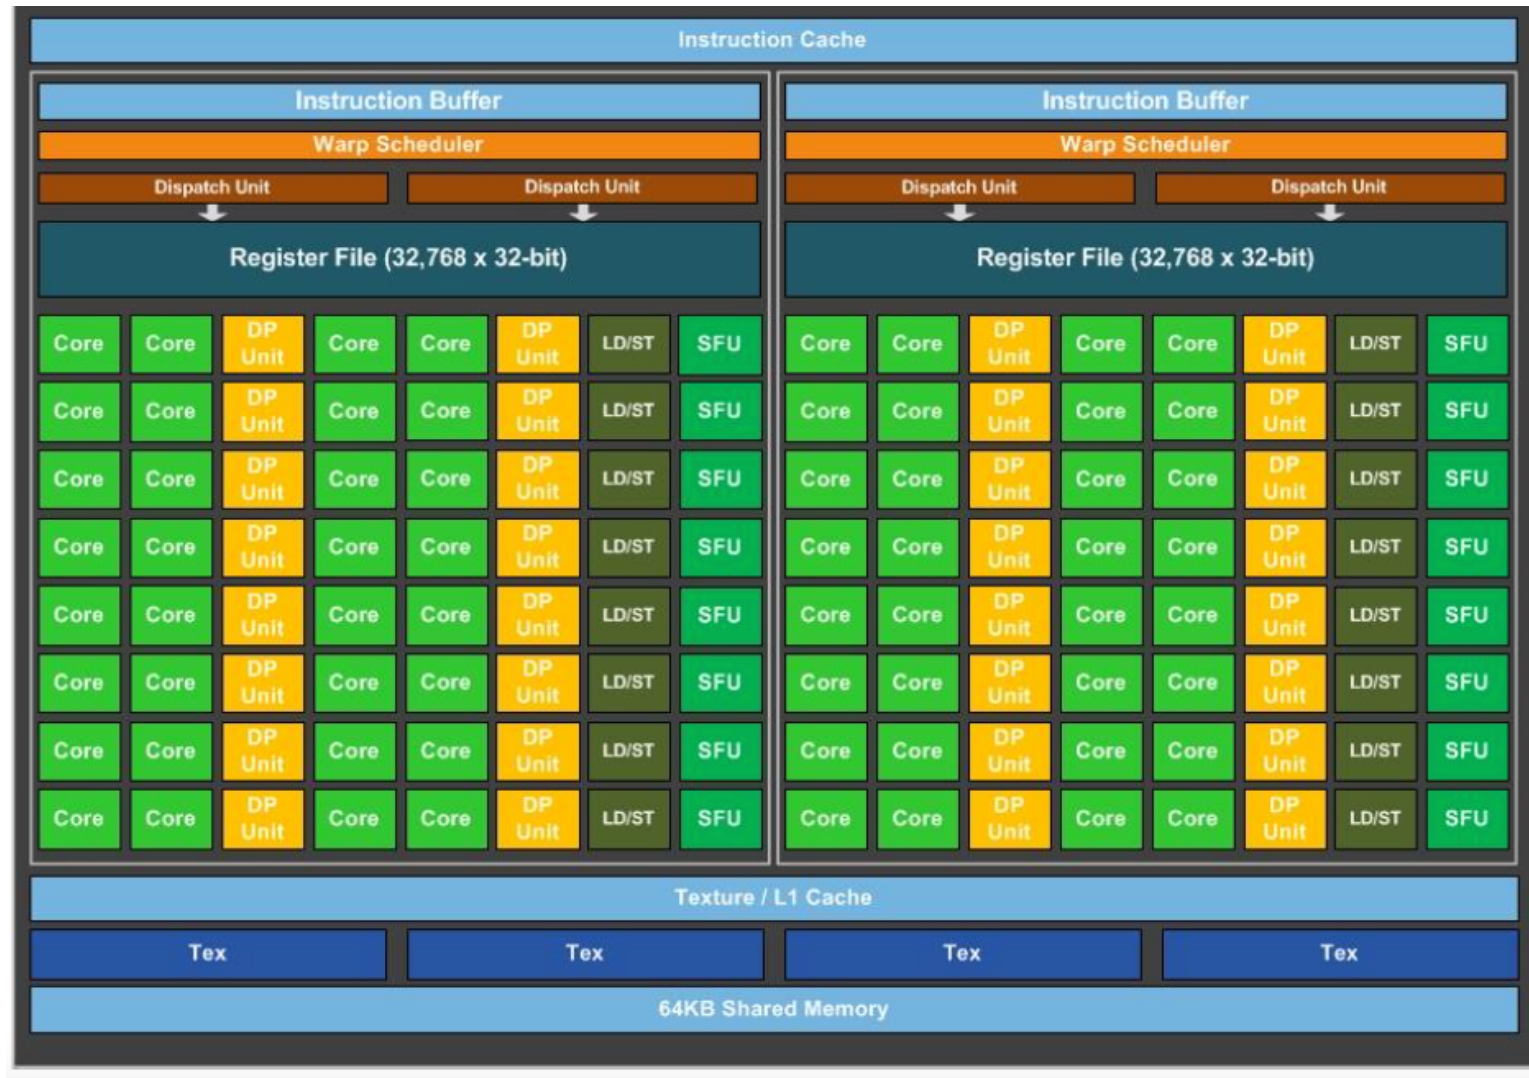 Instruction Cache
Instruction Buffer Instruction Buffer
Warp Scheduler Warp Scheduler
Dispatch Unit Dispatch Unit Dispatch Unit Dispatch Unit
Register File (32,768 x 32-bit) Register File (32,768 x 32-bit)
Core Core DP Unit Core Core DP Unit LD/ST SFU Core Core DP Unit Core Core DP Unit LD/ST SFU
Core Core DP Unit Core Core DP Unit LD/ST SFU Core Core DP Unit Core Core DP Unit LD/ST SFU
Core Core DP Unit Core Core DP Unit LD/ST SFU Core Core DP Unit Core Core DP Unit LD/ST SFU
Core Core DP Unit Core Core DP Unit LD/ST SFU Core Core DP Unit Core Core DP Unit LD/ST SFU
Core Core DP Unit Core Core DP Unit LD/ST SFU Core Core DP Unit Core Core DP Unit LD/ST SFU
Core Core DP Unit Core Core DP Unit LD/ST SFU Core Core DP Unit Core Core DP Unit LD/ST SFU
Core Core DP Unit Core Core DP Unit LD/ST SFU Core Core DP Unit Core Core DP Unit LD/ST SFU
Core Core DP Unit Core Core DP Unit LD/ST SFU Core Core DP Unit Core Core DP Unit LD/ST SFU
Texture / L1 Cache
Tex Tex Tex Tex
64KB Shared Memory